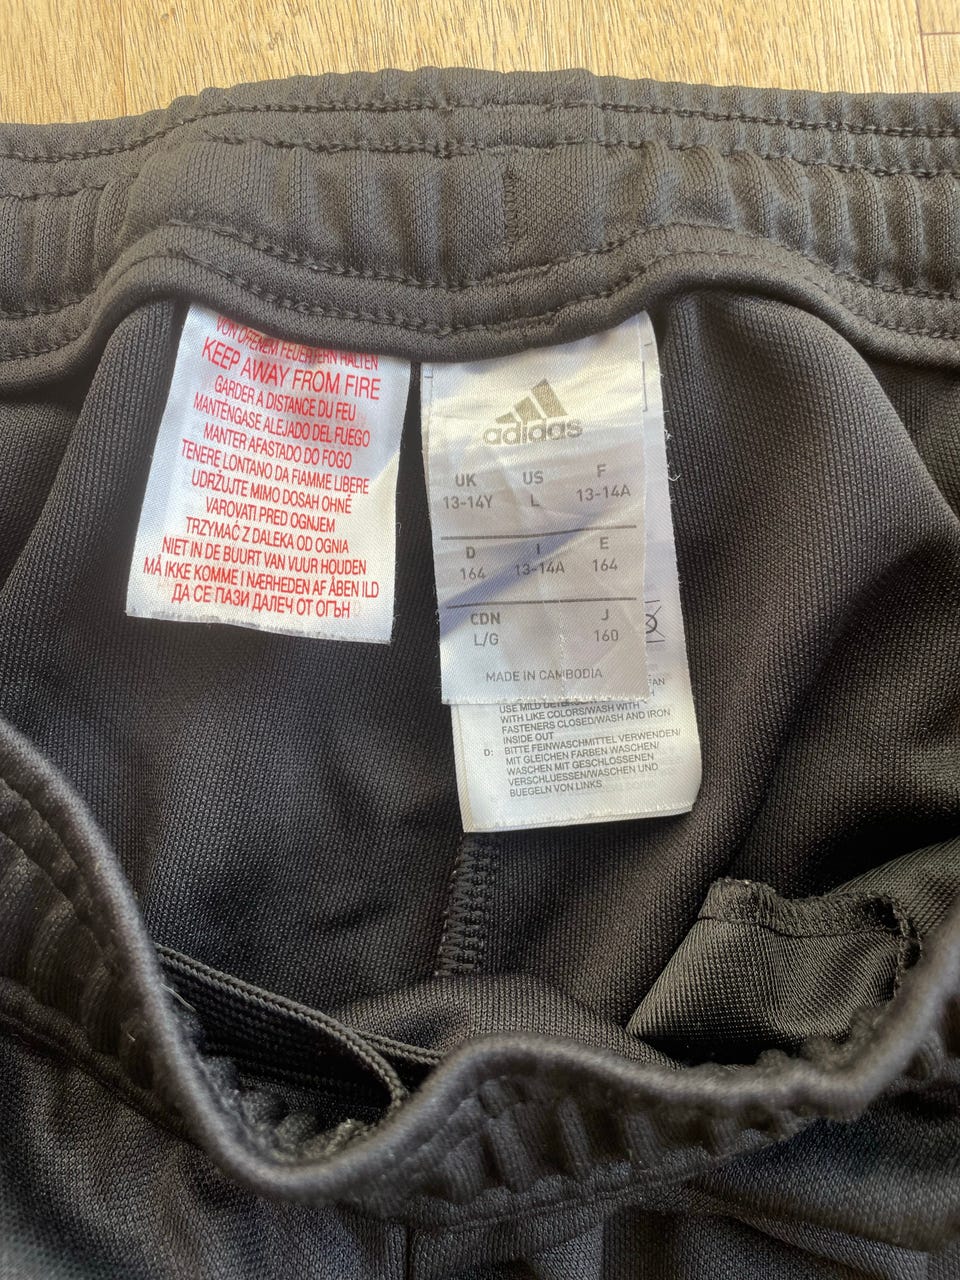 VON OFFENEM FEUER FERN HALTEN
KEEP AWAY FROM FIRE
GARDER A DISTANCE DU FEU
MANTÉNGASE ALEJADO DEL FUEGO
MANTER AFASTADO DO FOGO
TENERE LONTANO DA FIAMME LIBERE
UDRŽUJTE MIMO DOSAH OHNĚ
VAROVATI PRED OGNJEM
TRZYMAĆ Z DALEKA OD OGNIA
NIET IN DE BUURT VAN VUUR HOUDEN
MÅ IKKE KOMME I NÆRHEDEN AF ÅBEN ILD
ДА СЕ ПАЗИ ДАЛЕЧ ОТ ОГЪН
adidas
UK US F
13-14Y L 13-14A
D I E
164 13-14A 164
CDN J
L/G 160
MADE IN CAMBODIA
USE MILD
WITH LIKE COLORS/WASH WITH
FASTENERS CLOSED/WASH AND IRON
INSIDE OUT
D: BITTE FEINWASCHMITTEL VERWENDEN/
MIT GLEICHEN FARBEN WASCHEN/
WASCHEN MIT GESCHLOSSENEN
VERSCHLUESSEN/WASCHEN UND
BUEGELN VON LINKS